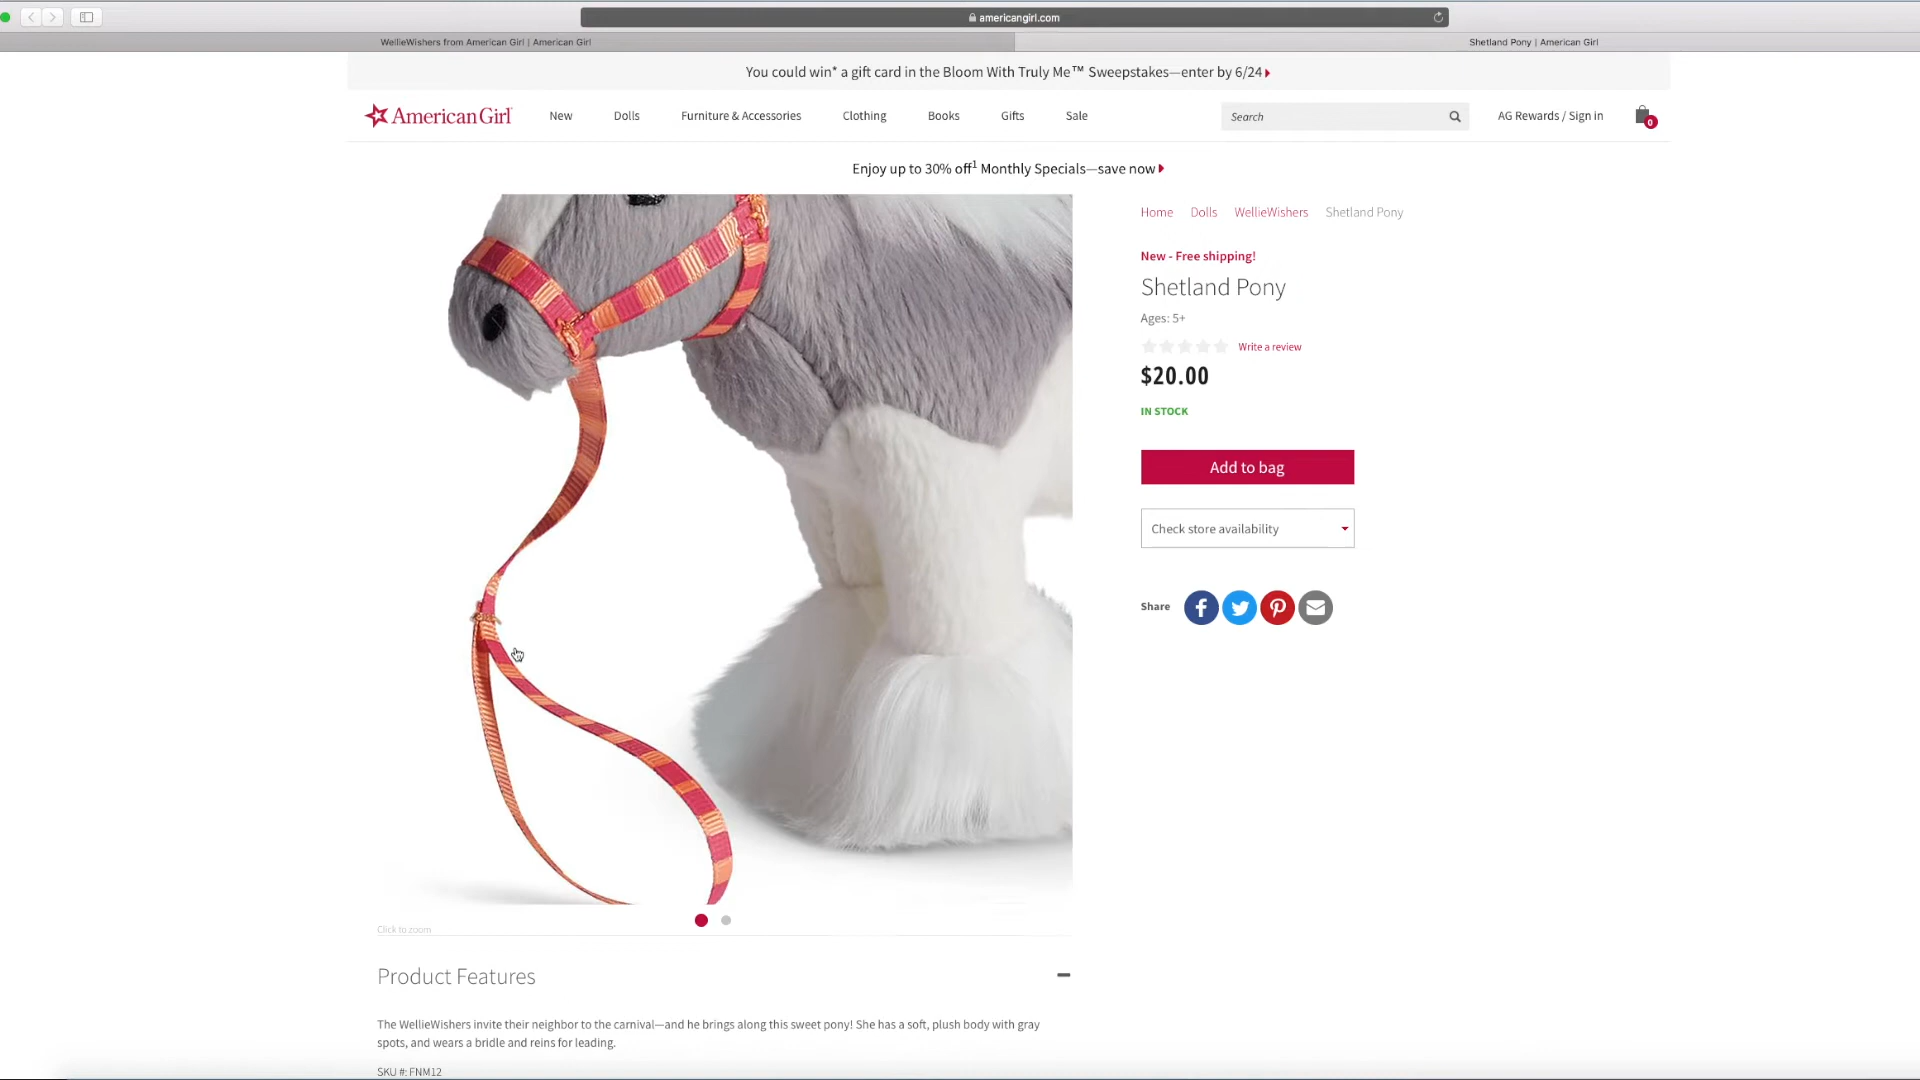 americangirl.com
WellieWishers from American Girl | American Girl
Shetland Pony | American Girl
You could win* a gift card in the Bloom With Truly Me™ Sweepstakes—enter by 6/24
American Girl
New
Dolls
Furniture & Accessories
Clothing
Books
Gifts
Sale
Search
AG Rewards / Sign in
0
Enjoy up to 30% off¹ Monthly Specials—save now
Home Dolls WellieWishers Shetland Pony
New - Free shipping!
Shetland Pony
Ages: 5+
Write a review
$20.00
IN STOCK
Add to bag
Check store availability
Share
Click to zoom
Product Features
The WellieWishers invite their neighbor to the carnival—and he brings along this sweet pony! She has a soft, plush body with gray
spots, and wears a bridle and reins for leading.
SKU #: FNM12